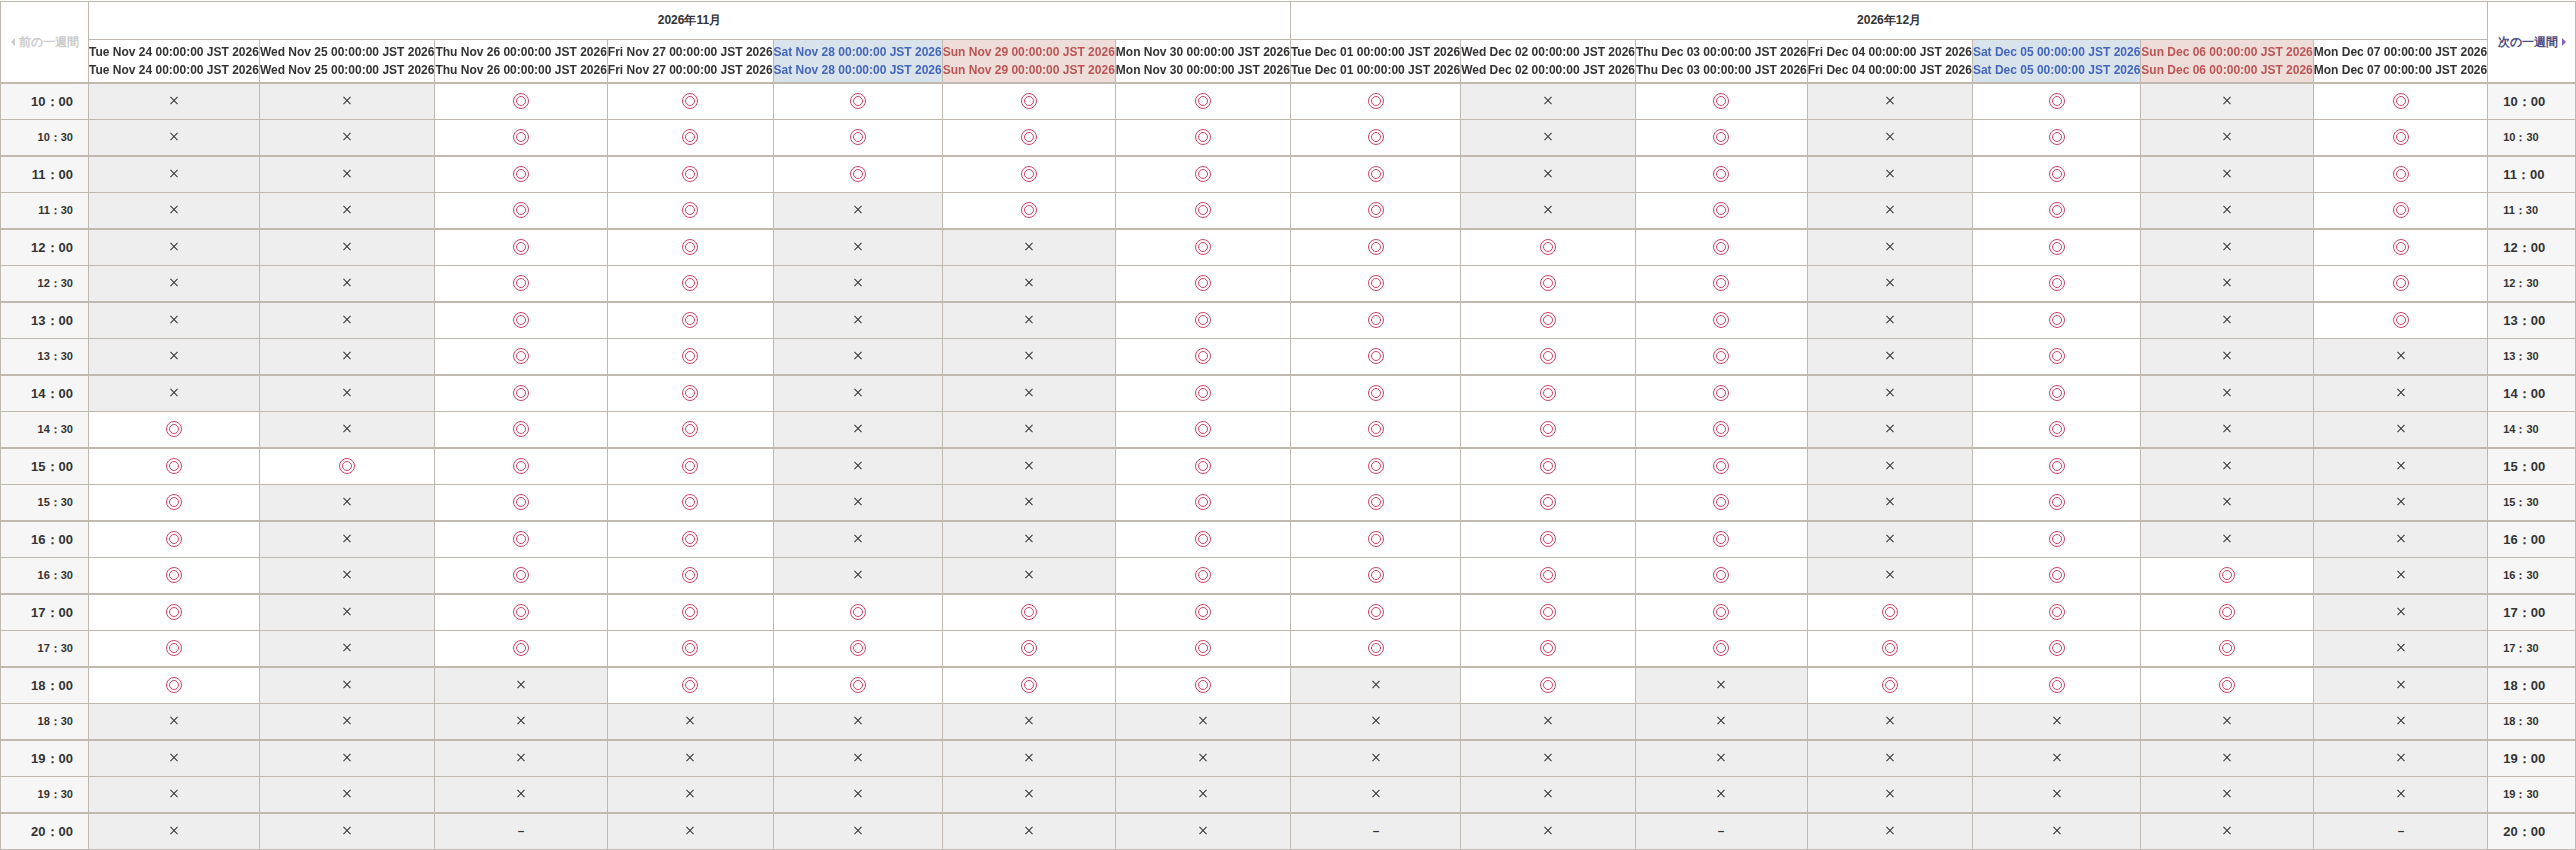 2026年11月 2026年12月
前の一週間 次の一週間
Tue Nov 24 00:00:00 JST 2026 Wed Nov 25 00:00:00 JST 2026 Thu Nov 26 00:00:00 JST 2026 Fri Nov 27 00:00:00 JST 2026 Sat Nov 28 00:00:00 JST 2026 Sun Nov 29 00:00:00 JST 2026 Mon Nov 30 00:00:00 JST 2026 Tue Dec 01 00:00:00 JST 2026 Wed Dec 02 00:00:00 JST 2026 Thu Dec 03 00:00:00 JST 2026 Fri Dec 04 00:00:00 JST 2026 Sat Dec 05 00:00:00 JST 2026 Sun Dec 06 00:00:00 JST 2026 Mon Dec 07 00:00:00 JST 2026
Tue Nov 24 00:00:00 JST 2026 Wed Nov 25 00:00:00 JST 2026 Thu Nov 26 00:00:00 JST 2026 Fri Nov 27 00:00:00 JST 2026 Sat Nov 28 00:00:00 JST 2026 Sun Nov 29 00:00:00 JST 2026 Mon Nov 30 00:00:00 JST 2026 Tue Dec 01 00:00:00 JST 2026 Wed Dec 02 00:00:00 JST 2026 Thu Dec 03 00:00:00 JST 2026 Fri Dec 04 00:00:00 JST 2026 Sat Dec 05 00:00:00 JST 2026 Sun Dec 06 00:00:00 JST 2026 Mon Dec 07 00:00:00 JST 2026
10：00 × × ◎ ◎ ◎ ◎ ◎ ◎ × ◎ × ◎ × ◎ 10：00
10：30 × × ◎ ◎ ◎ ◎ ◎ ◎ × ◎ × ◎ × ◎ 10：30
11：00 × × ◎ ◎ ◎ ◎ ◎ ◎ × ◎ × ◎ × ◎ 11：00
11：30 × × ◎ ◎ × ◎ ◎ ◎ × ◎ × ◎ × ◎ 11：30
12：00 × × ◎ ◎ × × ◎ ◎ ◎ ◎ × ◎ × ◎ 12：00
12：30 × × ◎ ◎ × × ◎ ◎ ◎ ◎ × ◎ × ◎ 12：30
13：00 × × ◎ ◎ × × ◎ ◎ ◎ ◎ × ◎ × ◎ 13：00
13：30 × × ◎ ◎ × × ◎ ◎ ◎ ◎ × ◎ × × 13：30
14：00 × × ◎ ◎ × × ◎ ◎ ◎ ◎ × ◎ × × 14：00
14：30 ◎ × ◎ ◎ × × ◎ ◎ ◎ ◎ × ◎ × × 14：30
15：00 ◎ ◎ ◎ ◎ × × ◎ ◎ ◎ ◎ × ◎ × × 15：00
15：30 ◎ × ◎ ◎ × × ◎ ◎ ◎ ◎ × ◎ × × 15：30
16：00 ◎ × ◎ ◎ × × ◎ ◎ ◎ ◎ × ◎ × × 16：00
16：30 ◎ × ◎ ◎ × × ◎ ◎ ◎ ◎ × ◎ ◎ × 16：30
17：00 ◎ × ◎ ◎ ◎ ◎ ◎ ◎ ◎ ◎ ◎ ◎ ◎ × 17：00
17：30 ◎ × ◎ ◎ ◎ ◎ ◎ ◎ ◎ ◎ ◎ ◎ ◎ × 17：30
18：00 ◎ × × ◎ ◎ ◎ ◎ × ◎ × ◎ ◎ ◎ × 18：00
18：30 × × × × × × × × × × × × × × 18：30
19：00 × × × × × × × × × × × × × × 19：00
19：30 × × × × × × × × × × × × × × 19：30
20：00 × × － × × × × － × － × × × － 20：00